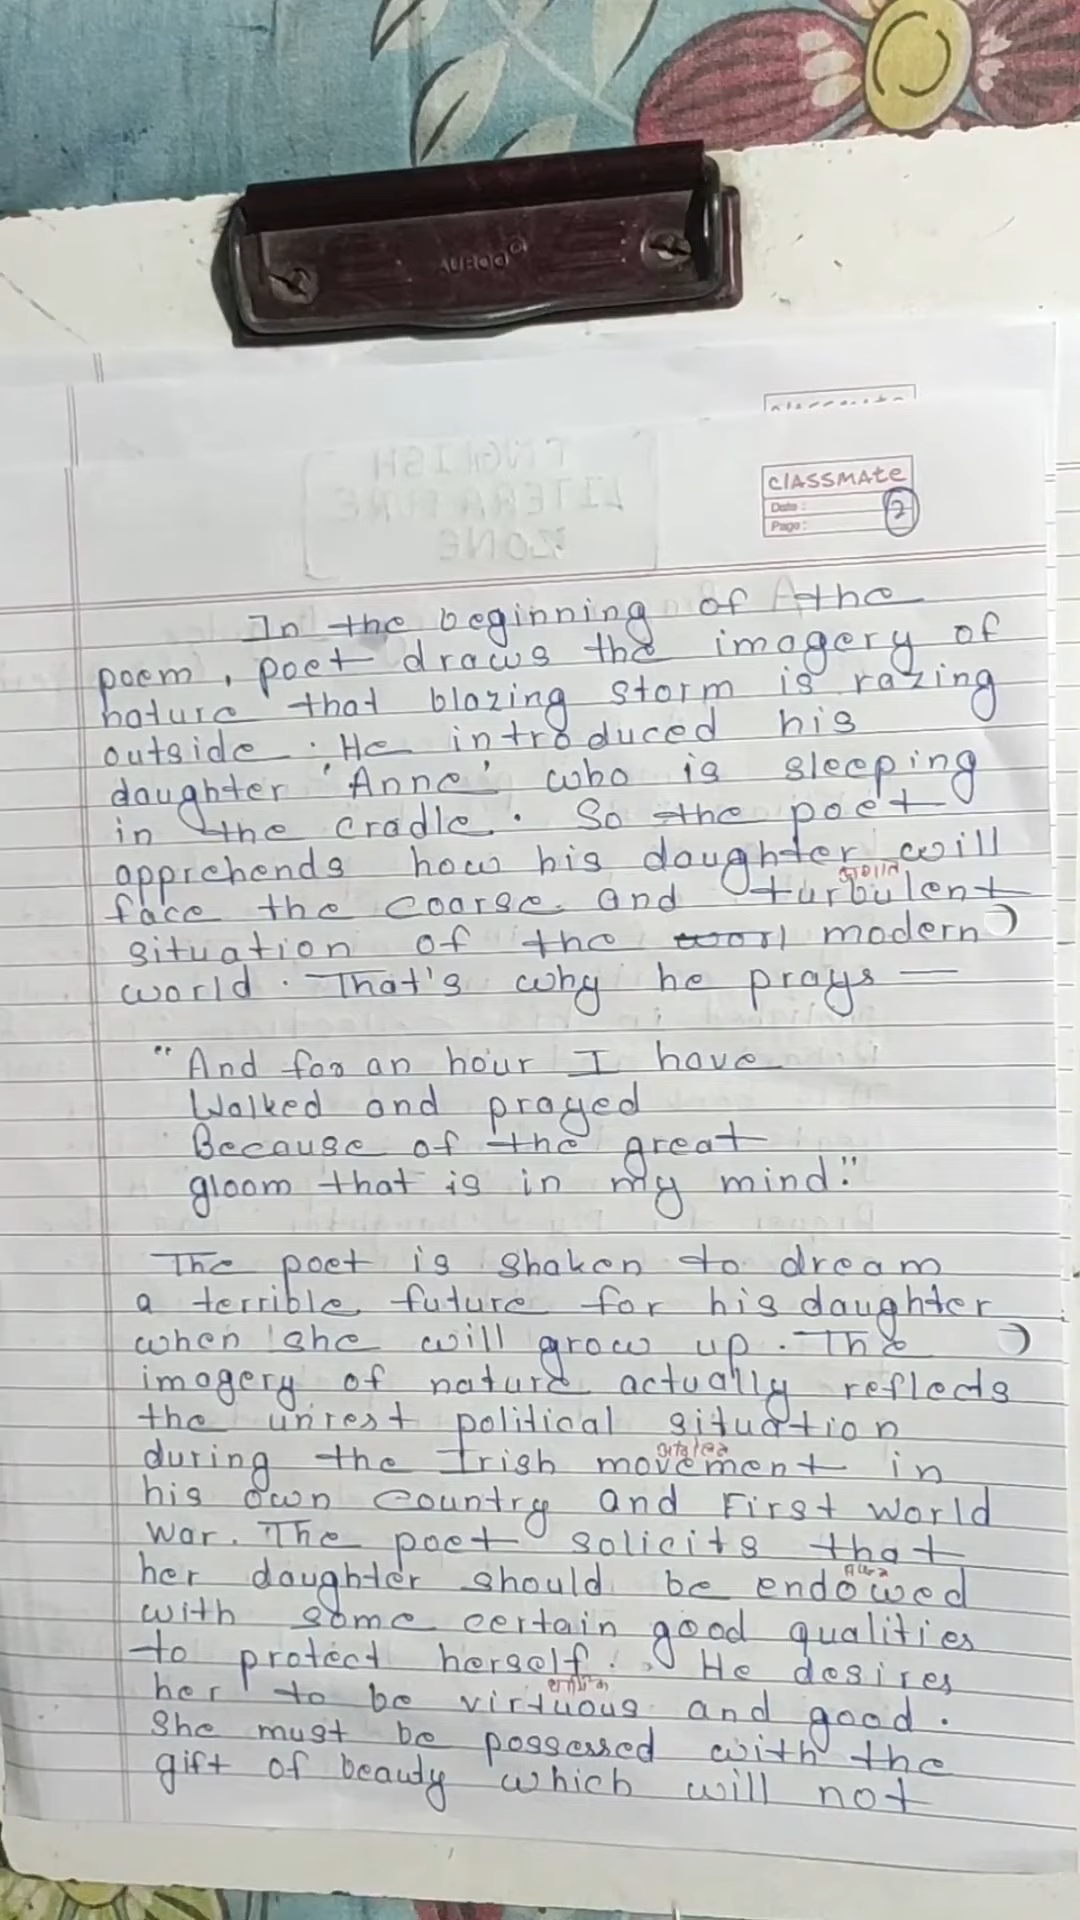 AUROO
classmate
Date :
Page :
2
In the beginning of the
poem, poet draws the imagery of
nature that blazing storm is razing
outside. He introduced his
daughter 'Anne' who is sleeping
in the cradle. So the poet
apprehends how his daughter will
face the coarse and turbulent
situation of the worl modern
world. That's why he prays —
"And for an hour I have
Walked and prayed
Because of the great
gloom that is in my mind."
The poet is shaken to dream
a terrible future for his daughter
when she will grow up. The
imagery of nature actually reflects
the unrest political situation
during the Irish movement in
his own country and First world
war. The poet solicits that
her daughter should be endowed
with some certain good qualities
to protect herself. He desires
her to be virtuous and good.
She must be possessed with the
gift of beauty which will not